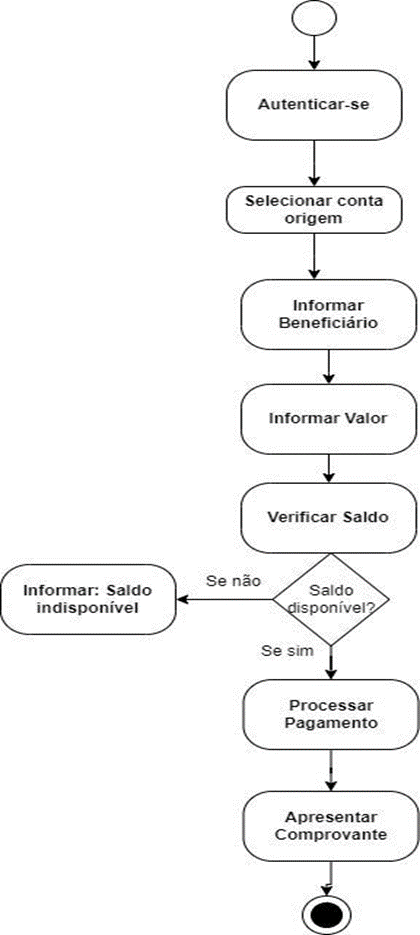 Autenticar-se
Selecionar conta
origem
Informar
Beneficiário
Informar Valor
Verificar Saldo
Saldo
disponível?
Se não
Informar: Saldo
indisponível
Se sim
Processar
Pagamento
Apresentar
Comprovante